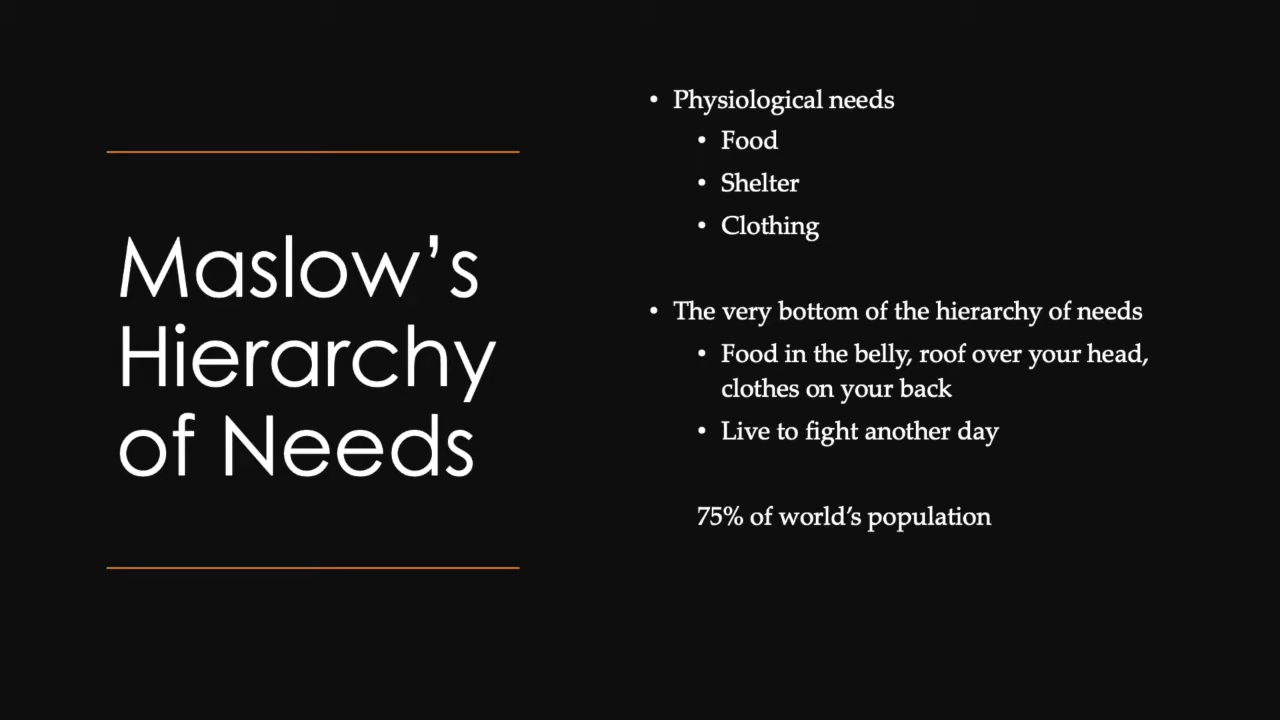 Maslow’s
Hierarchy
of Needs
• Physiological needs
• Food
• Shelter
• Clothing
• The very bottom of the hierarchy of needs
• Food in the belly, roof over your head,
clothes on your back
• Live to fight another day
75% of world’s population